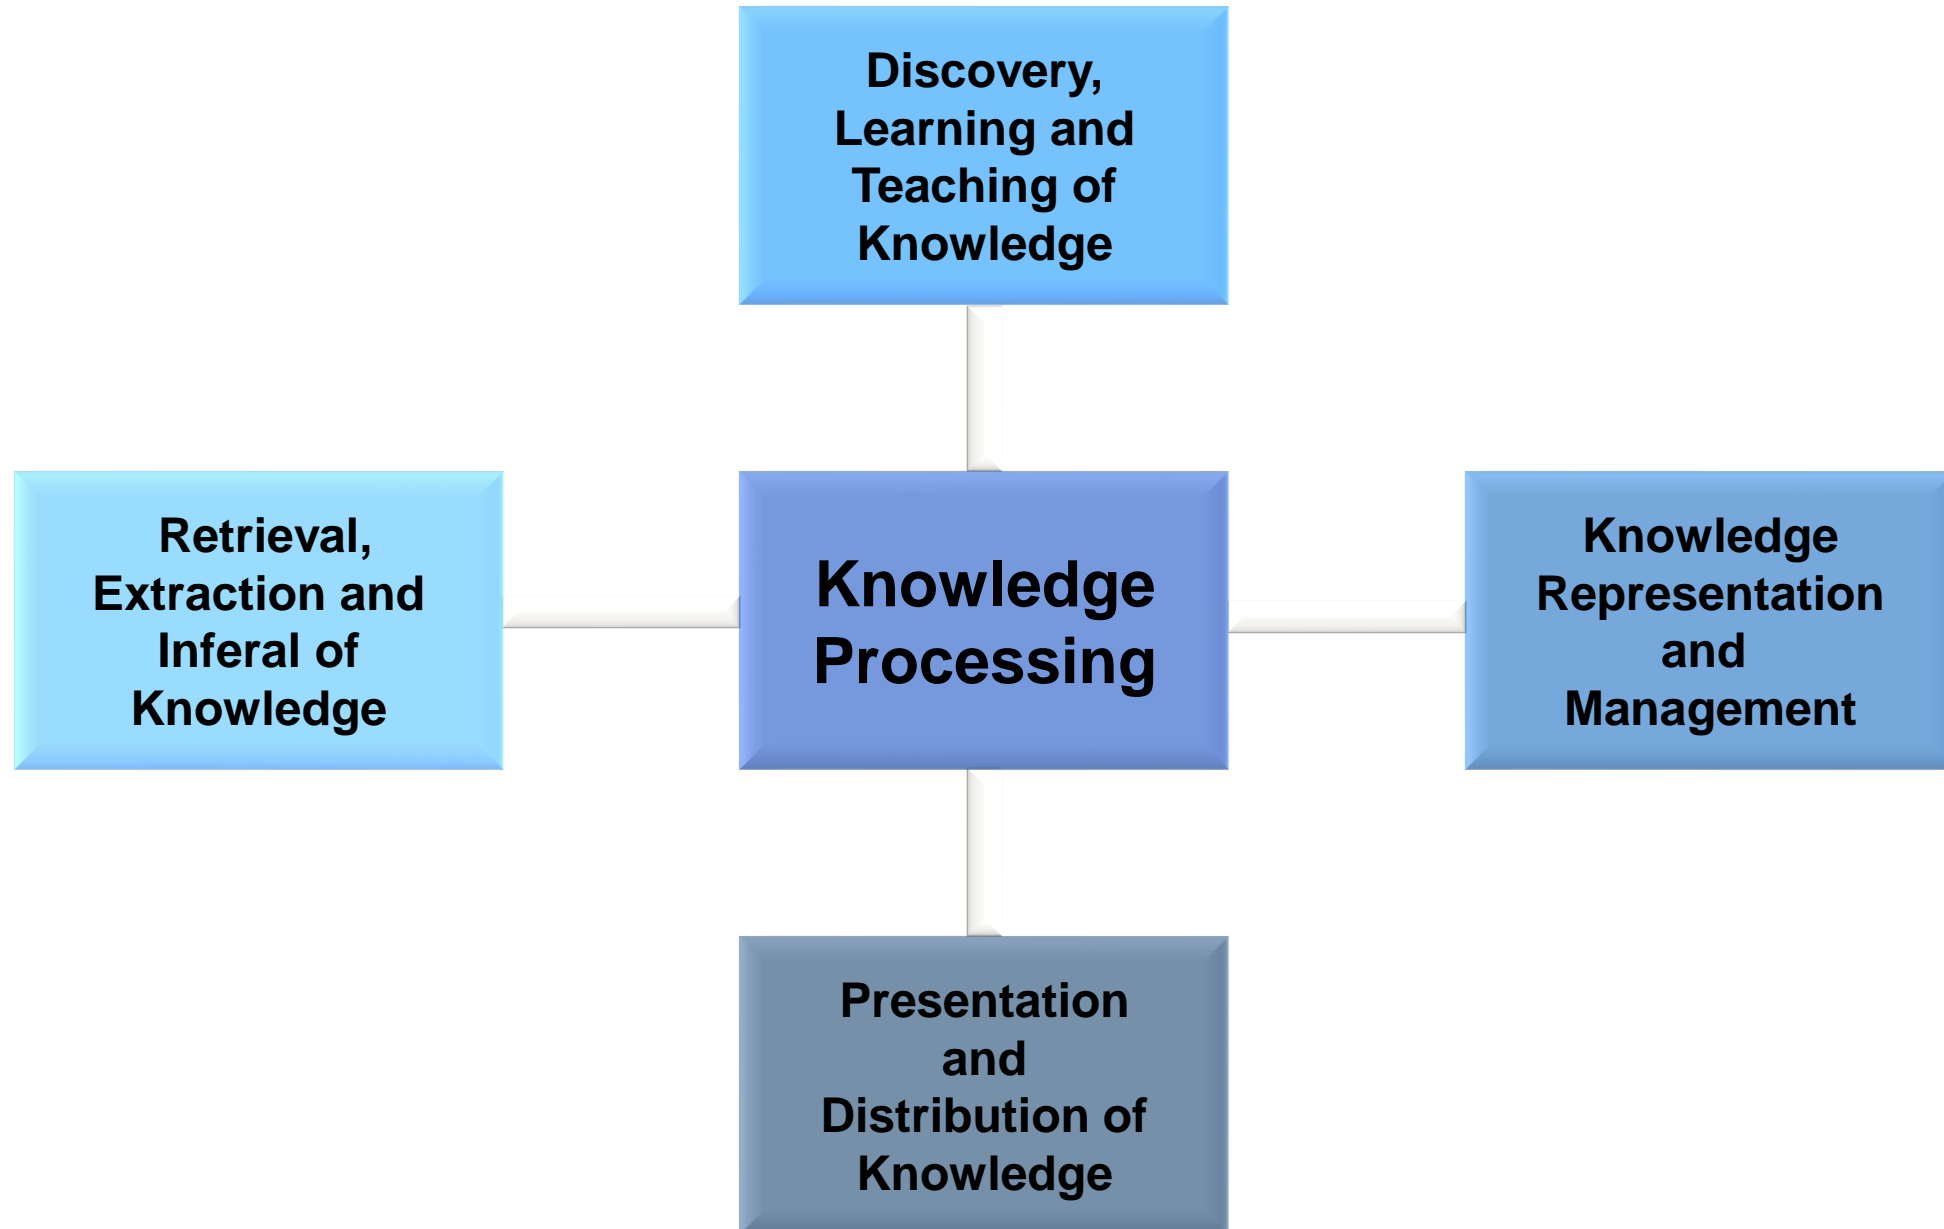 Discovery,
Learning and
Teaching of
Knowledge
Retrieval,
Extraction and
Inferal of
Knowledge
Knowledge
Processing
Knowledge
Representation
and
Management
Presentation
and
Distribution of
Knowledge